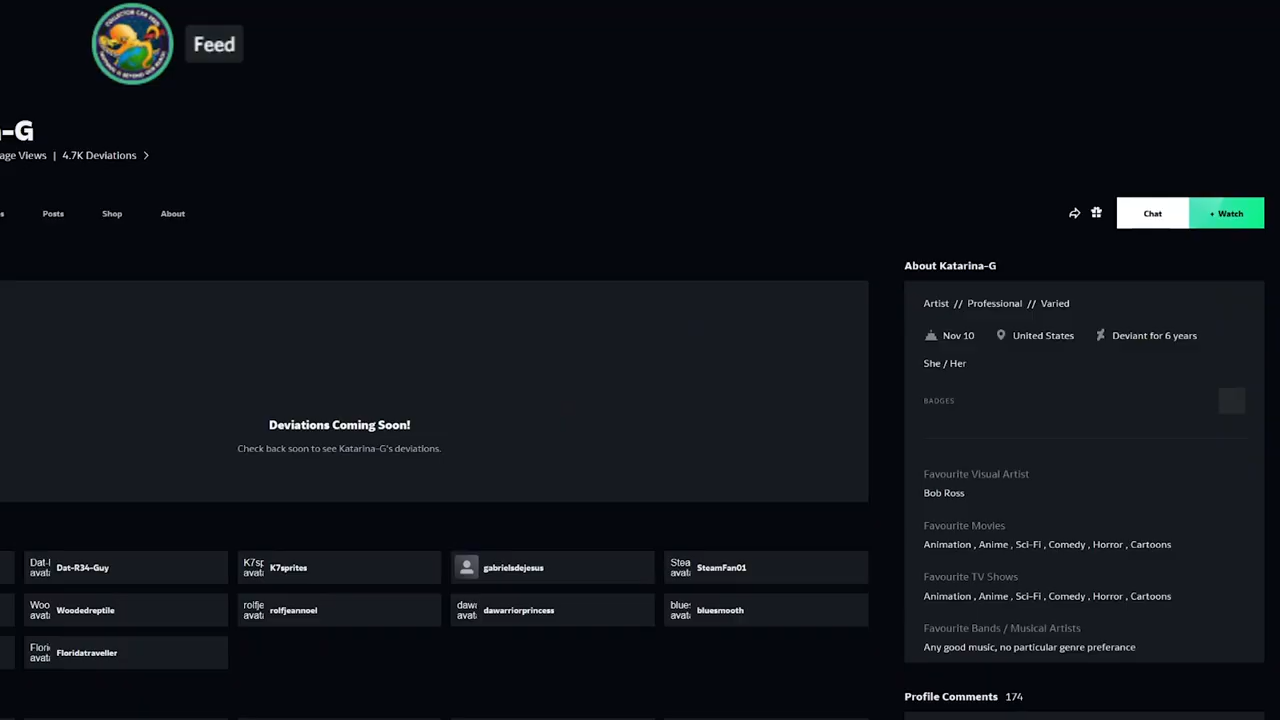 Feed
-G
age Views | 4.7K Deviations
s Posts Shop About
Chat + Watch
About Katarina-G
Artist // Professional // Varied
Nov 10 United States Deviant for 6 years
She / Her
BADGES
Deviations Coming Soon!
Check back soon to see Katarina-G's deviations.
Favourite Visual Artist
Bob Ross
Favourite Movies
Animation , Anime , Sci-Fi , Comedy , Horror , Cartoons
Favourite TV Shows
Animation , Anime , Sci-Fi , Comedy , Horror , Cartoons
Favourite Bands / Musical Artists
Any good music, no particular genre preferance
Dat-R34-Guy K7sprites gabrielsdejesus SteamFan01
Woodedreptile rolfjeannoel dawarriorprincess bluesmooth
Floridatraveller
Profile Comments 174